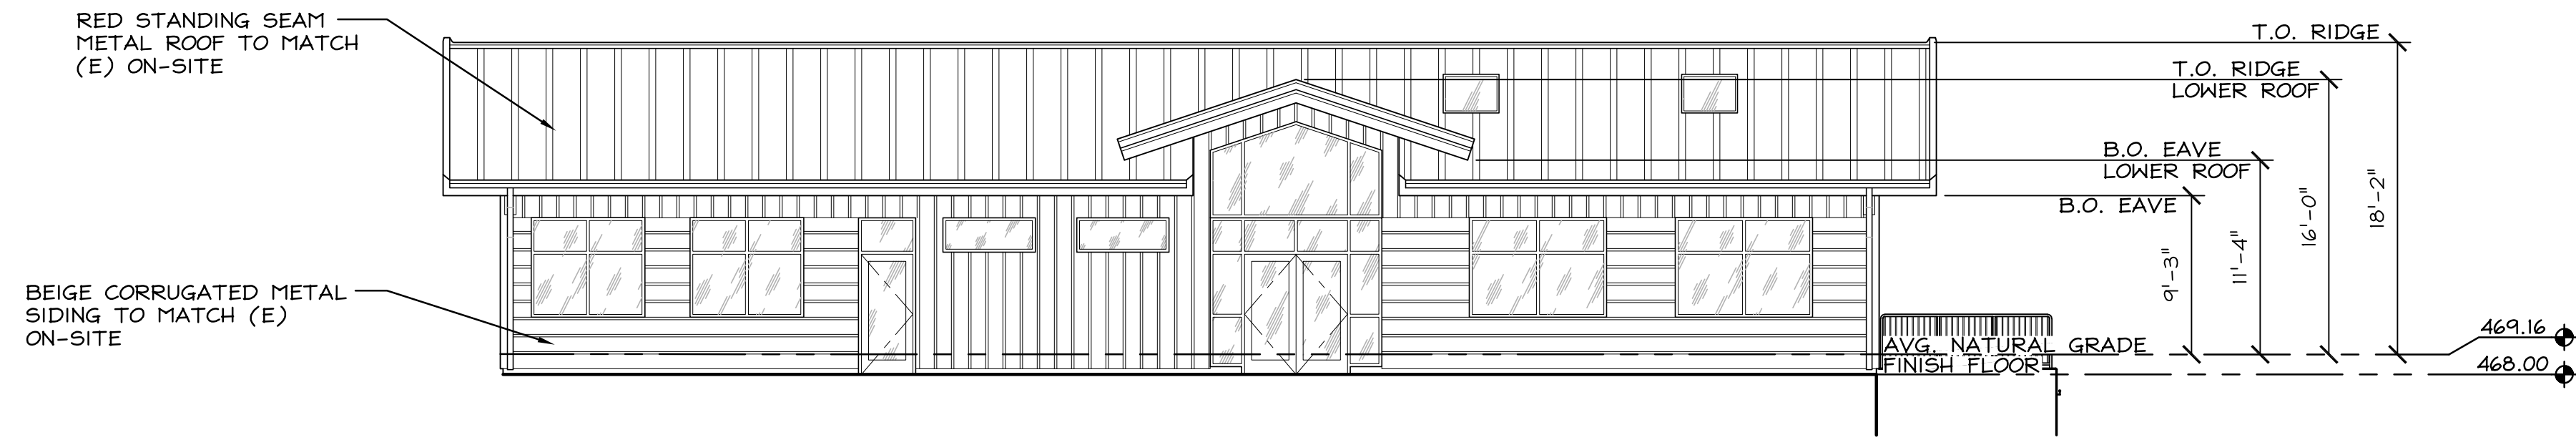 RED STANDING SEAM
METAL ROOF TO MATCH
(E) ON-SITE
BEIGE CORRUGATED METAL
SIDING TO MATCH (E)
ON-SITE
T.O. RIDGE
T.O. RIDGE
LOWER ROOF
B.O. EAVE
LOWER ROOF
B.O. EAVE
9'-3"
11'-4"
16'-0"
18'-2"
469.16
AVG. NATURAL GRADE
468.00
FINISH FLOOR